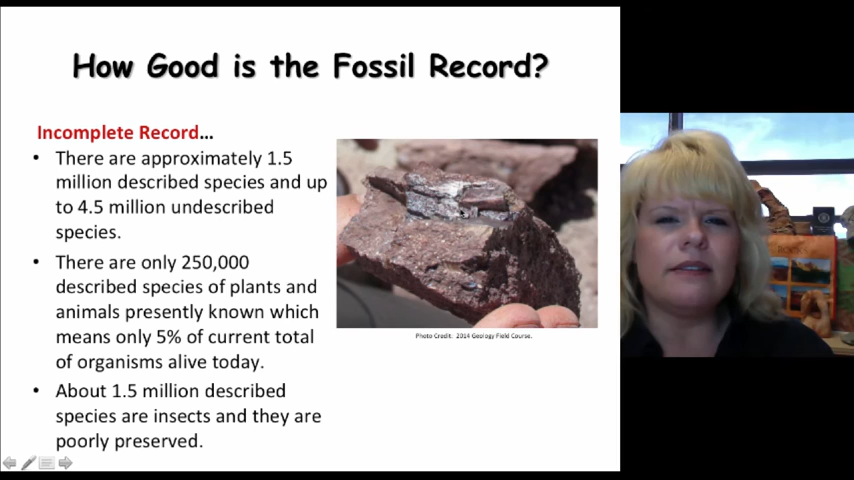 How Good is the Fossil Record?
Incomplete Record...
• There are approximately 1.5
million described species and up
to 4.5 million undescribed
species.
• There are only 250,000
described species of plants and
animals presently known which
means only 5% of current total
of organisms alive today.
• About 1.5 million described
species are insects and they are
poorly preserved.
Photo Credit: 2014 Geology Field Course.